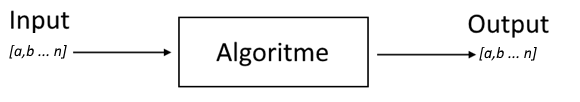 Input
[a,b ... n]
Algoritme
Output
[a,b ... n]